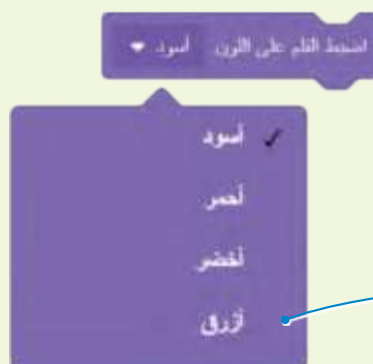 اضبط القلم على اللون أسود
أسود
أحمر
أخضر
أزرق